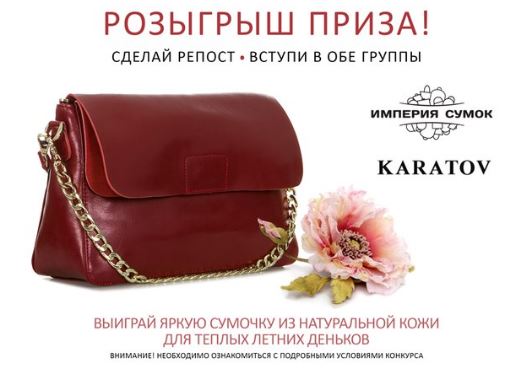 РОЗЫГРЫШ ПРИЗА!
СДЕЛАЙ РЕПОСТ • ВСТУПИ В ОБЕ ГРУППЫ
ИМПЕРИЯ СУМОК
KARATOV
ВЫИГРАЙ ЯРКУЮ СУМОЧКУ ИЗ НАТУРАЛЬНОЙ КОЖИ
ДЛЯ ТЕПЛЫХ ЛЕТНИХ ДЕНЬКОВ
ВНИМАНИЕ! НЕОБХОДИМО ОЗНАКОМИТЬСЯ С ПОДРОБНЫМИ УСЛОВИЯМИ КОНКУРСА